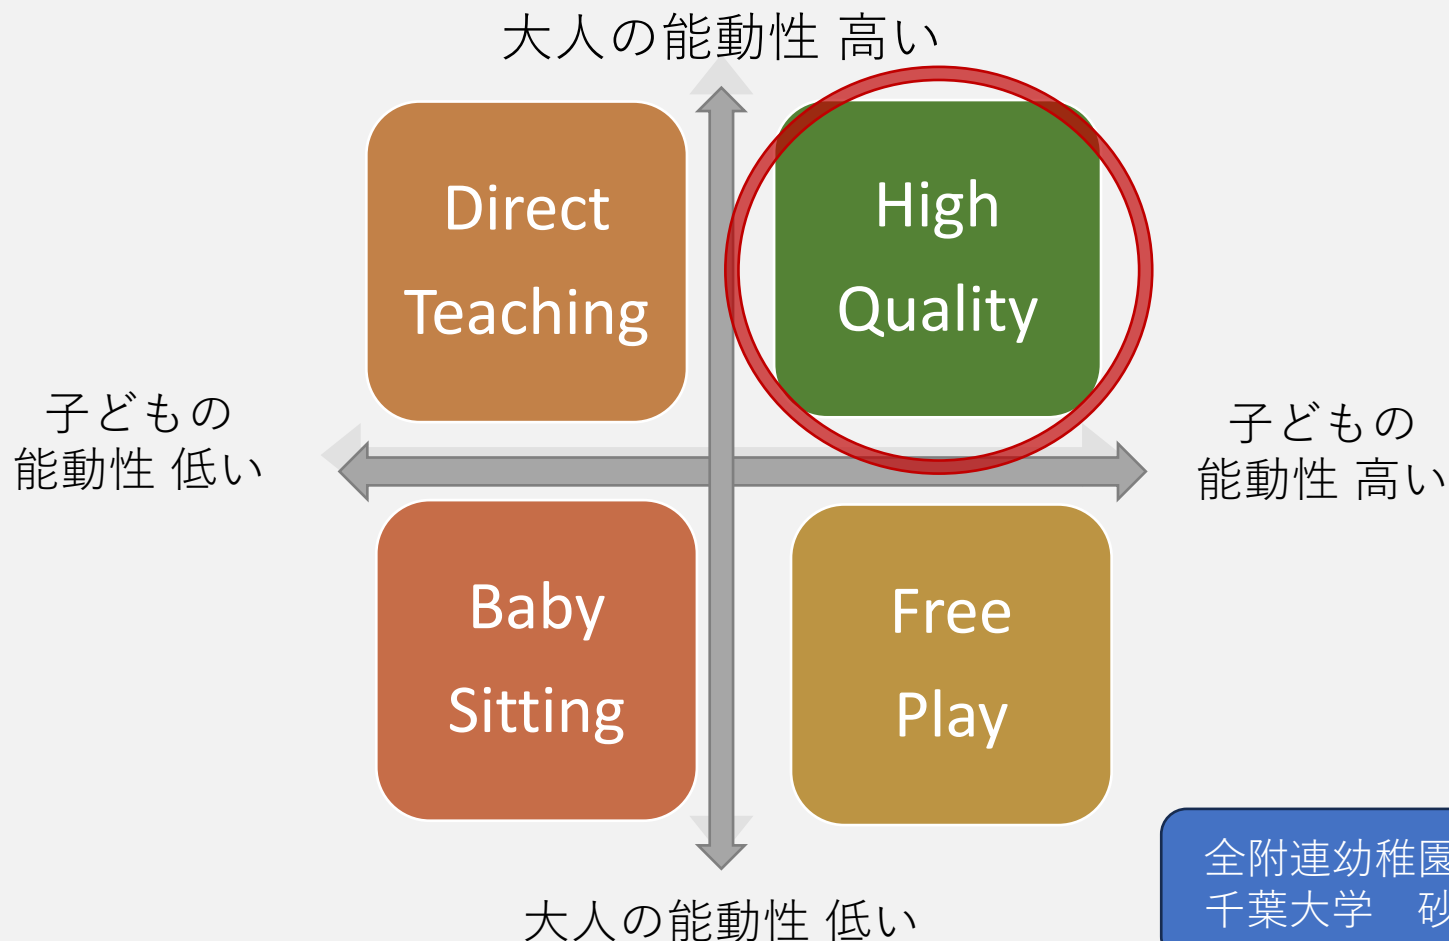 大人の能動性 高い
Direct
Teaching
High
Quality
子どもの
能動性 低い
子どもの
能動性 高い
Baby
Sitting
Free
Play
全附連幼稚園
千葉大学　砂
大人の能動性 低い